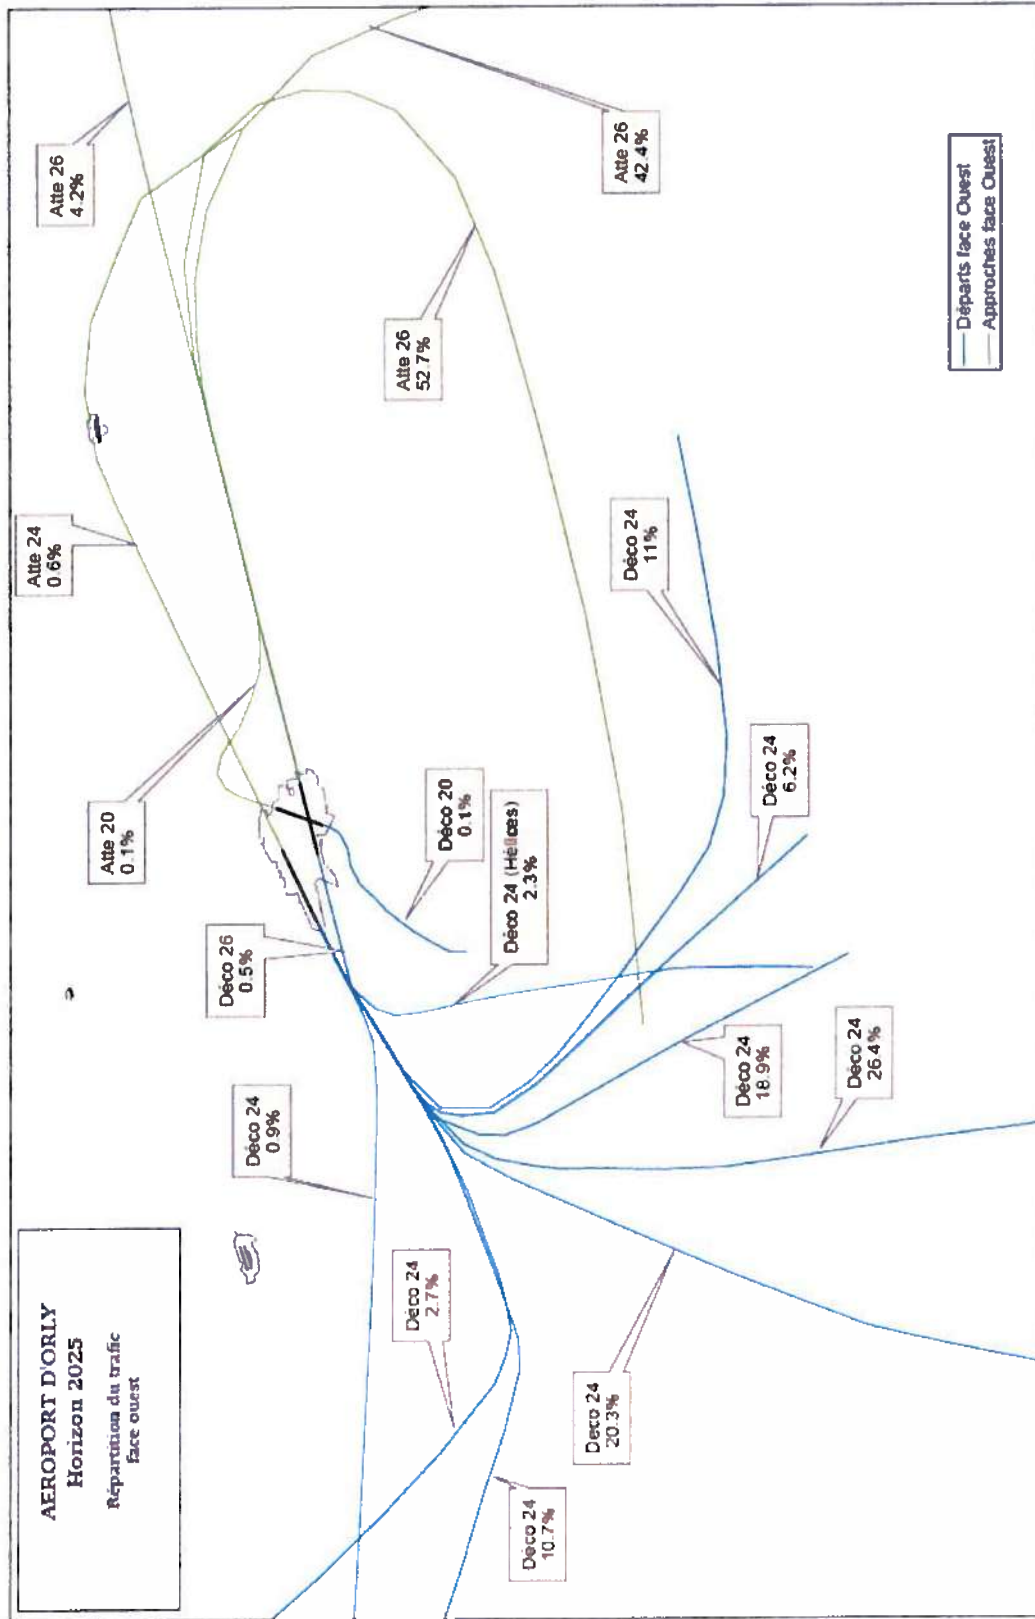 AEROPORT D'ORLY
Horizon 2025
Répartition du trafic
face ouest
Déco 24
0.9%
Déco 24
2.7%
Déco 24
10.7%
Deco 24
20.3%
Déco 24
26.4%
Déco 24
18.9%
Déco 24
6.2%
Déco 24
11%
Déco 24 (Hélices)
2.3%
Déco 20
0.1%
Déco 26
0.5%
Atte 20
0.1%
Atte 24
0.6%
Atte 26
4.2%
Atte 26
52.7%
Atte 26
42.4%
Départs face Ouest
Approches face Ouest